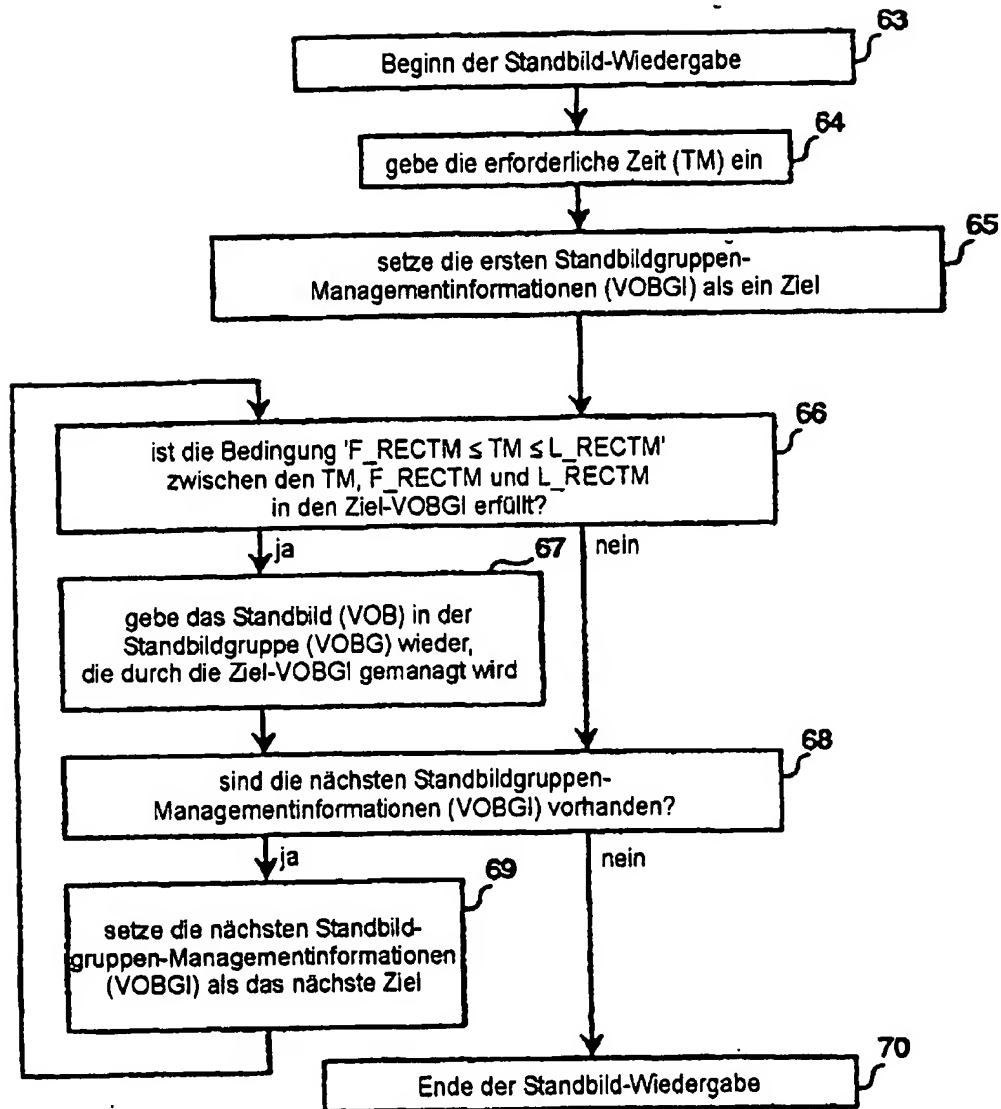 63
Beginn der Standbild-Wiedergabe
64
gebe die erforderliche Zeit (TM) ein
65
setze die ersten Standbildgruppen-
Managementinformationen (VOBGI) als ein Ziel
66
ist die Bedingung 'F_RECTM ≤ TM ≤ L_RECTM'
zwischen den TM, F_RECTM und L_RECTM
in den Ziel-VOBGI erfüllt?
ja
nein
67
gebe das Standbild (VOB) in der
Standbildgruppe (VOBG) wieder,
die durch die Ziel-VOBGI gemanagt wird
68
sind die nächsten Standbildgruppen-
Managementinformationen (VOBGI) vorhanden?
ja
nein
69
setze die nächsten Standbild-
gruppen-Managementinformationen
(VOBGI) als das nächste Ziel
70
Ende der Standbild-Wiedergabe